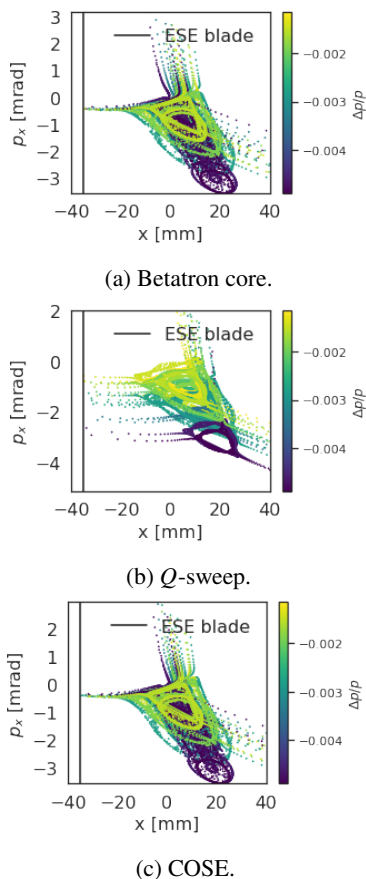 3
2
1
0
−1
−2
−3
p_x [mrad]
ESE blade
−0.002
−0.003
−0.004
Δp/p
−40 −20 0 20 40
x [mm]
(a) Betatron core.
2
0
−2
−4
p_x [mrad]
ESE blade
−0.002
−0.003
−0.004
Δp/p
−40 −20 0 20 40
x [mm]
(b) Q-sweep.
2
1
0
−1
−2
−3
p_x [mrad]
ESE blade
−0.002
−0.003
−0.004
Δp/p
−40 −20 0 20 40
x [mm]
(c) COSE.